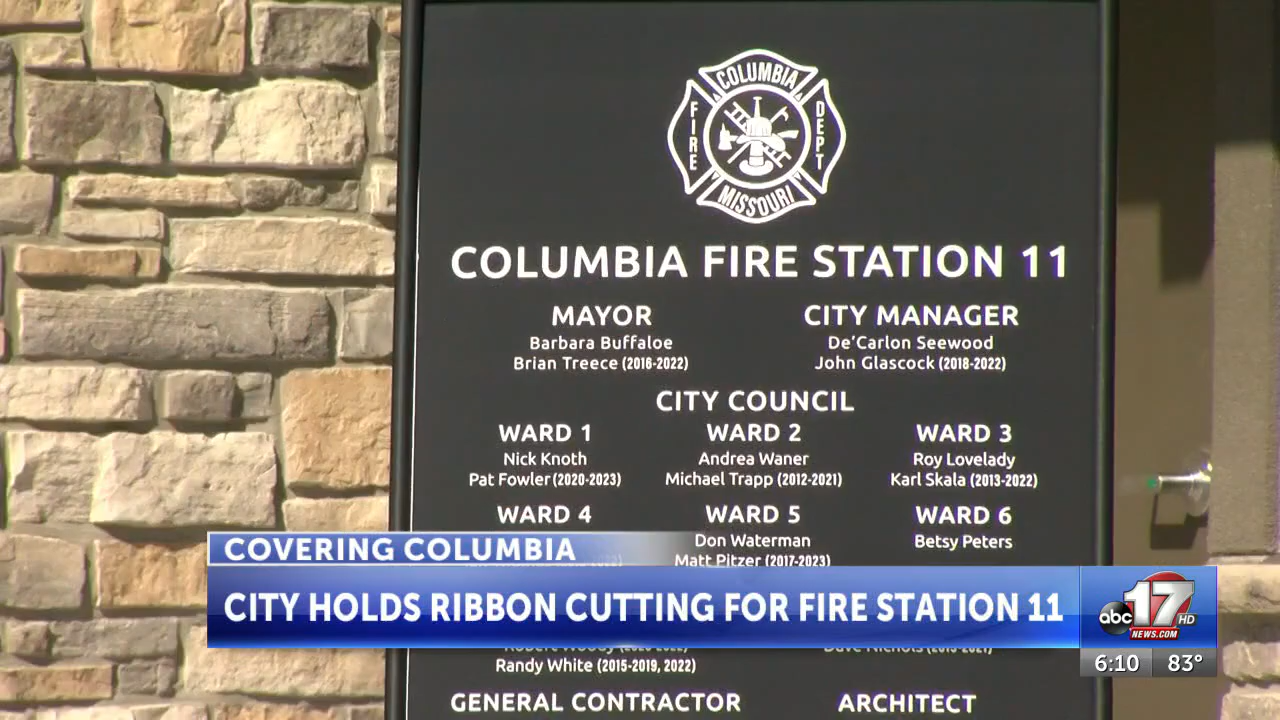 COLUMBIA
FIRE
DEPT
MISSOURI
COLUMBIA FIRE STATION 11
MAYOR
Barbara Buffaloe
Brian Treece (2016-2022)
CITY MANAGER
De'Carlon Seewood
John Glascock (2018-2022)
CITY COUNCIL
WARD 1
Nick Knoth
Pat Fowler (2020-2023)
WARD 2
Andrea Waner
Michael Trapp (2012-2021)
WARD 3
Roy Lovelady
Karl Skala (2013-2022)
WARD 4
WARD 5
Don Waterman
Matt Pitzer (2017-2023)
WARD 6
Betsy Peters
COVERING COLUMBIA
CITY HOLDS RIBBON CUTTING FOR FIRE STATION 11
abc 17 HD
NEWS.COM
6:10 83°
Randy White (2015-2019, 2022)
GENERAL CONTRACTOR
ARCHITECT